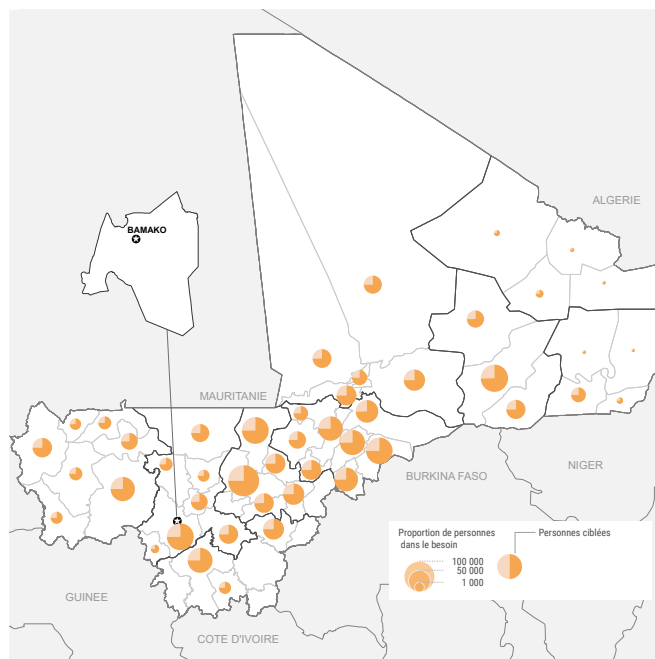 ALGERIE
BAMAKO
MAURITANIE
BURKINA FASO
NIGER
Proportion de personnes
dans le besoin
100 000
50 000
1 000
Personnes ciblées
GUINEE
COTE D'IVOIRE